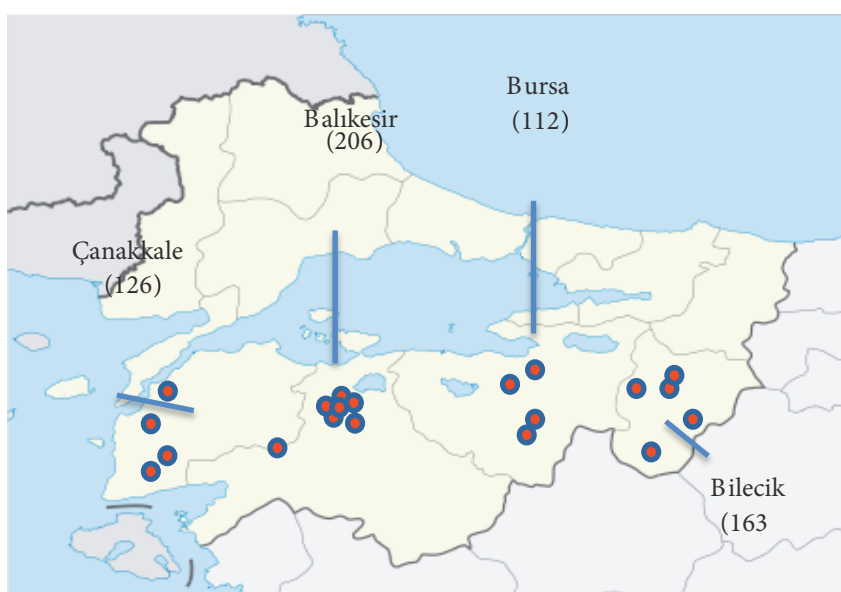 Bursa
(112)
Balıkesir
(206)
Çanakkale
(126)
Bilecik
(163